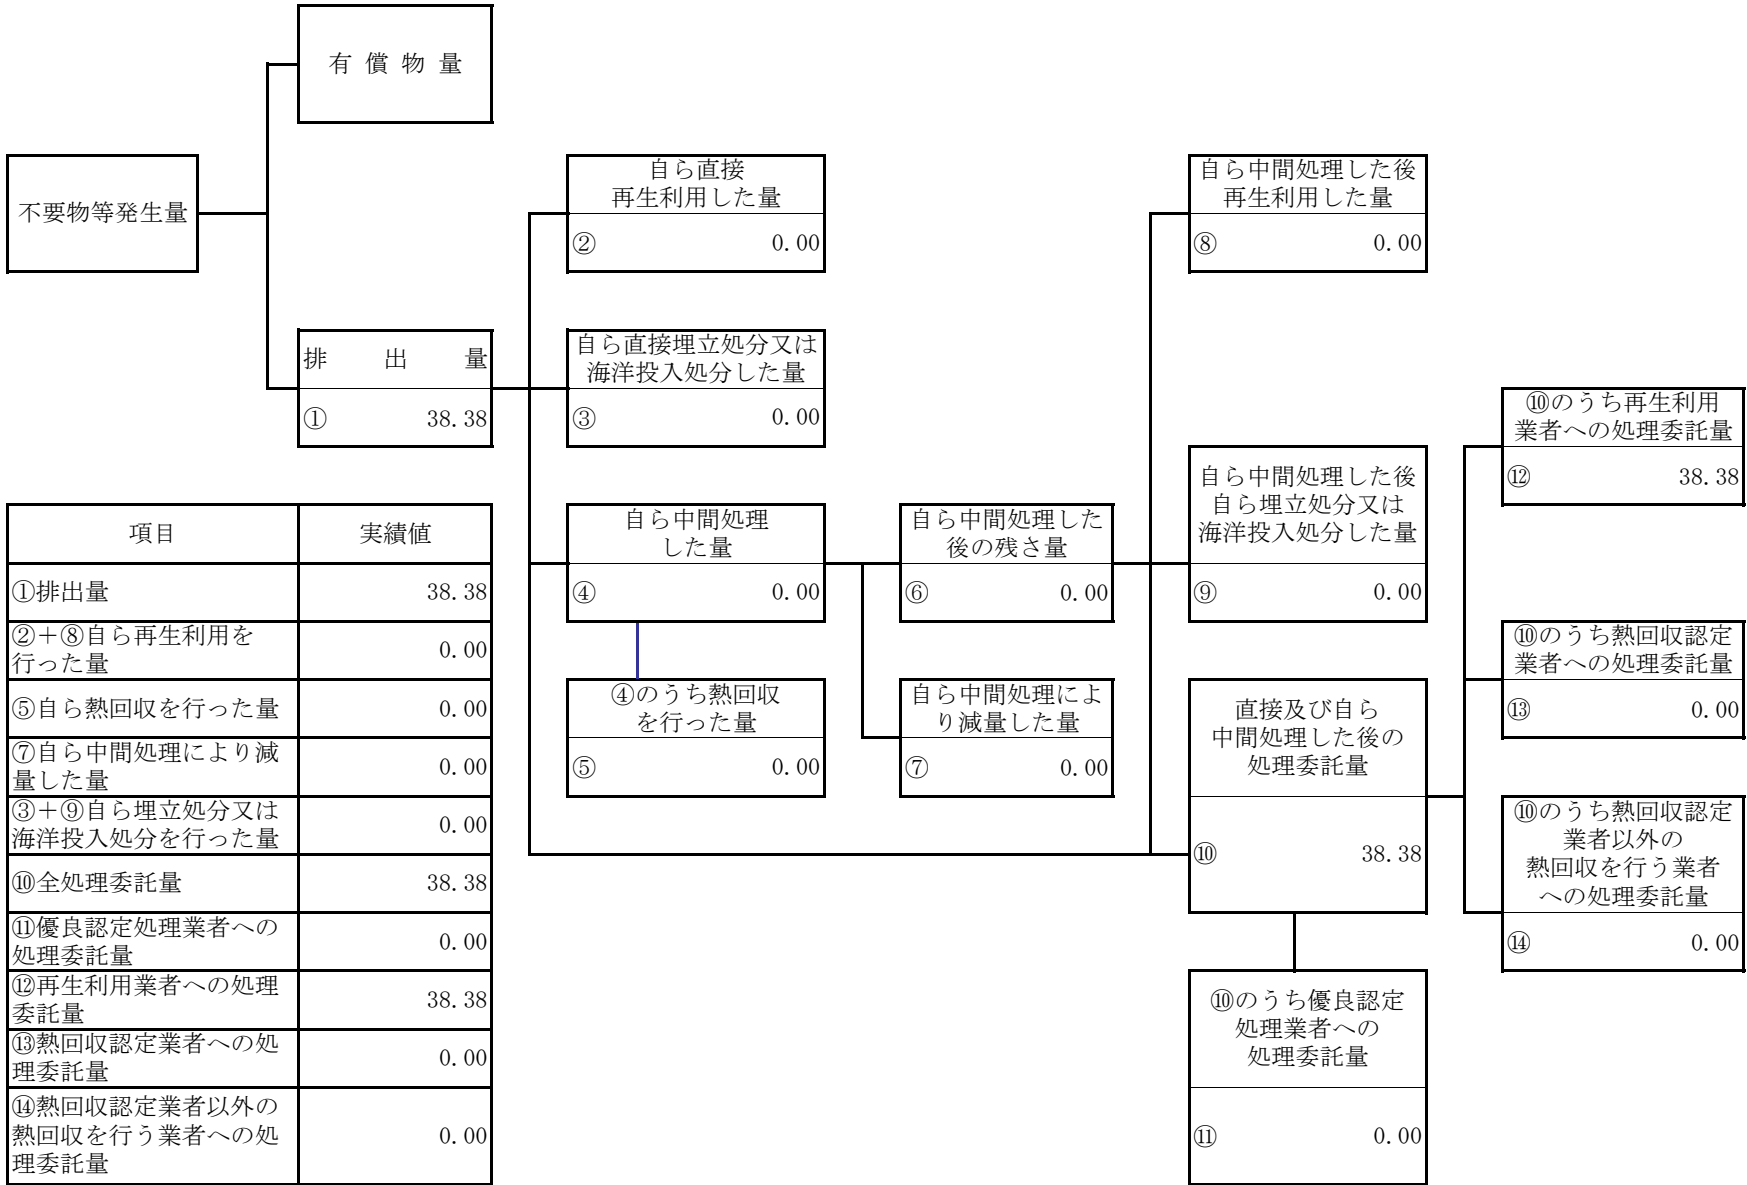 有償物量
不要物等発生量
自ら直接
再生利用した量
② 0.00
自ら中間処理した後
再生利用した量
⑧ 0.00
排出量
① 38.38
自ら直接埋立処分又は
海洋投入処分した量
③ 0.00
⑩のうち再生利用
業者への処理委託量
⑫ 38.38
自ら中間処理した後
自ら埋立処分又は
海洋投入処分した量
⑨ 0.00
自ら中間処理
した量
④ 0.00
自ら中間処理した
後の残さ量
⑥ 0.00
⑩のうち熱回収認定
業者への処理委託量
⑬ 0.00
④のうち熱回収
を行った量
⑤ 0.00
自ら中間処理によ
り減量した量
⑦ 0.00
直接及び自ら
中間処理した後の
処理委託量
⑩ 38.38
⑩のうち熱回収認定
業者以外の
熱回収を行う業者
への処理委託量
⑭ 0.00
⑩のうち優良認定
処理業者への
処理委託量
⑪ 0.00
項目 実績値
①排出量 38.38
②＋⑧自ら再生利用を
行った量 0.00
⑤自ら熱回収を行った量 0.00
⑦自ら中間処理により減
量した量 0.00
③＋⑨自ら埋立処分又は
海洋投入処分を行った量 0.00
⑩全処理委託量 38.38
⑪優良認定処理業者への
処理委託量 0.00
⑫再生利用業者への処理
委託量 38.38
⑬熱回収認定業者への処
理委託量 0.00
⑭熱回収認定業者以外の
熱回収を行う業者への処
理委託量 0.00